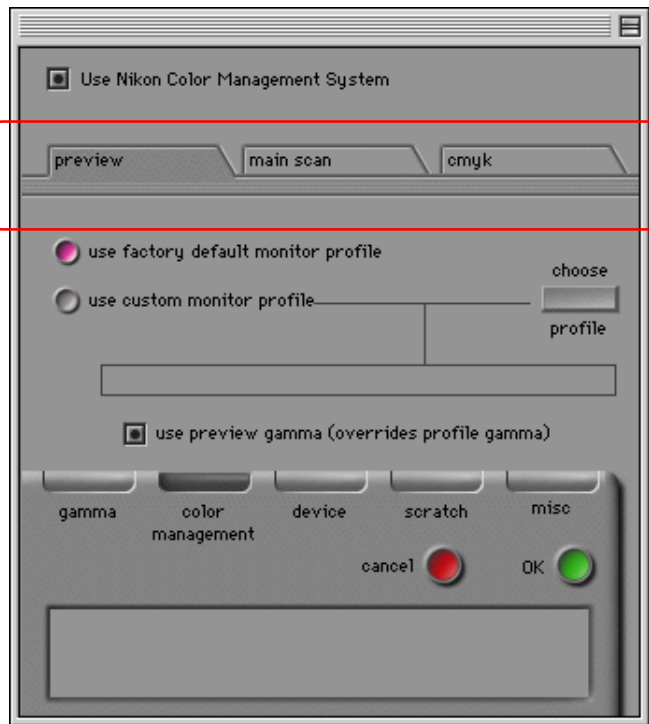 Use Nikon Color Management System
preview main scan cmyk
use factory default monitor profile
choose
use custom monitor profile
profile
use preview gamma (overrides profile gamma)
gamma color management device scratch misc
cancel OK